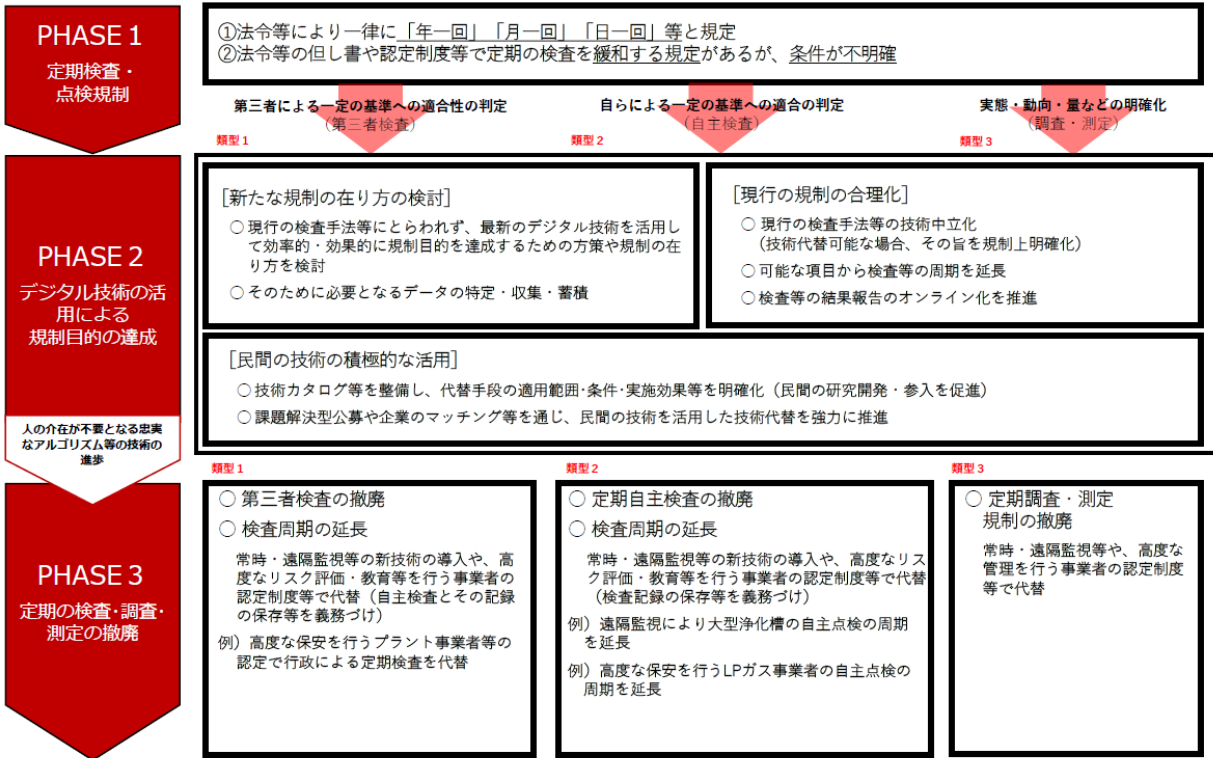 PHASE 1
定期検査・
点検規制
①法令等により一律に「年一回」「月一回」「日一回」等と規定
②法令等の但し書や認定制度等で定期の検査を緩和する規定があるが、条件が不明確
第三者による一定の基準への適合性の判定
(第三者検査)
類型1
自らによる一定の基準への適合の判定
(自主検査)
類型2
実態・動向・量などの明確化
(調査・測定)
類型3
PHASE 2
デジタル技術の活
用による
規制目的の達成
[新たな規制の在り方の検討]
○現行の検査手法等にとらわれず、最新のデジタル技術を活用し
て効率的・効果的に規制目的を達成するための方策や規制の在
り方を検討
○そのために必要となるデータの特定・収集・蓄積
[現行の規制の合理化]
○ 現行の検査手法等の技術中立化
(技術代替可能な場合、その旨を規制上明確化)
○可能な項目から検査等の周期を延長
○検査等の結果報告のオンライン化を推進
[民間の技術の積極的な活用]
○技術カタログ等を整備し、代替手段の適用範囲・条件・実施効果等を明確化(民間の研究開発・参入を促進)
○課題解決型公募や企業のマッチング等を通じ、民間の技術を活用した技術代替を強力に推進
人の介在が不要となる忠実
なアルゴリズム等の技術の
進歩
PHASE 3
定期の検査・調査・
測定の撤廃
類型1
○ 第三者検査の撤廃
○ 検査周期の延長
常時・遠隔監視等の新技術の導入や、高
度なリスク評価・教育等を行う事業者の
認定制度等で代替(自主検査とその記録
の保存等を義務づけ)
例)高度な保安を行うプラント事業者等の
認定で行政による定期検査を代替
類型2
○ 定期自主検査の撤廃
○ 検査周期の延長
常時・遠隔監視等の新技術の導入や、高度なリス
ク評価・教育等を行う事業者の認定制度等で代替
(検査記録の保存等を義務づけ)
例)遠隔監視により大型浄化槽の自主点検の周期
を延長
例)高度な保安を行うLPガス事業者の自主点検の
周期を延長
類型3
○ 定期調査・測定
規制の撤廃
常時・遠隔監視等や、高度な
管理を行う事業者の認定制度
等で代替